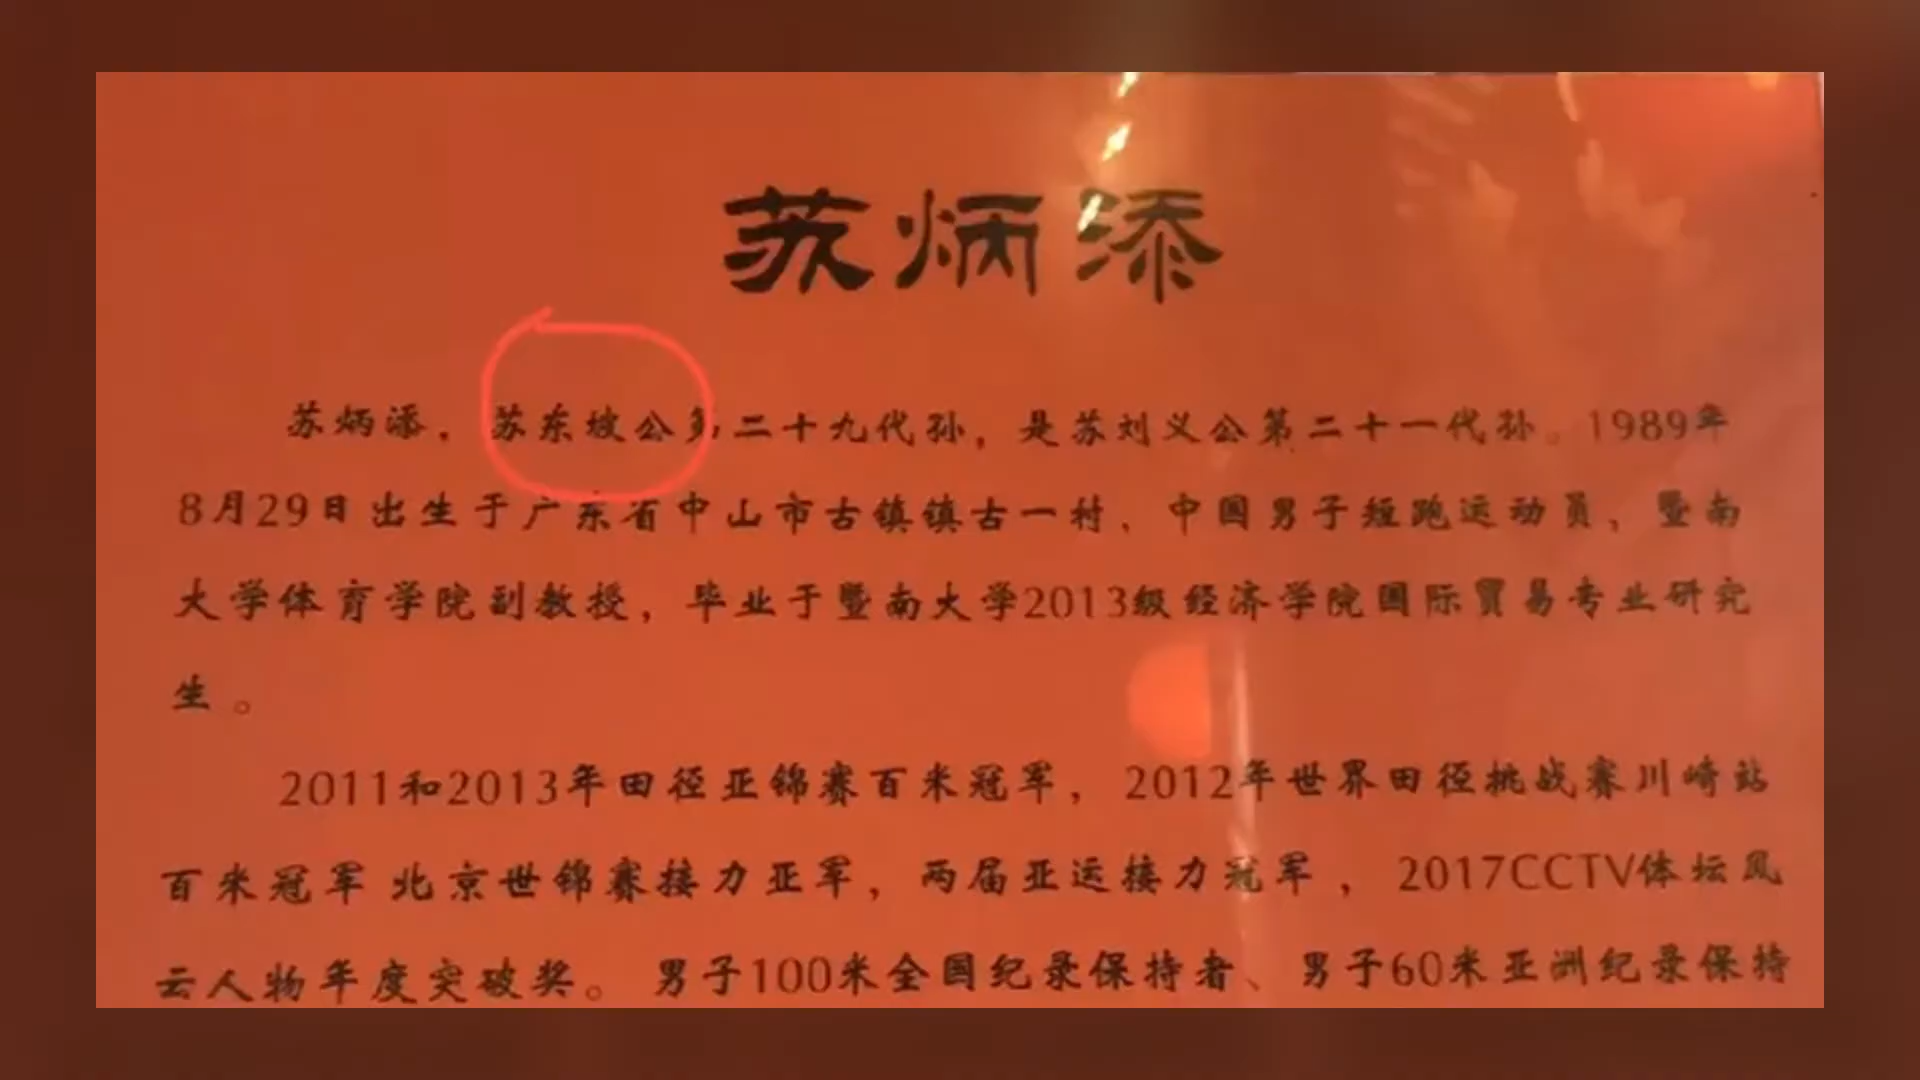 苏炳添
苏炳添，苏东坡公第二十九代孙，是苏刘义公第二十一代孙。1989年
8月29日出生于广东省中山市古镇镇古一村，中国男子短跑运动员，暨南
大学体育学院副教授，毕业于暨南大学2013级经济学院国际贸易专业研究
生。
2011和2013年田径亚锦赛百米冠军，2012年世界田径挑战赛川崎站
百米冠军 北京世锦赛接力亚军，两届亚运接力冠军，2017CCTV体坛风
云人物年度突破奖。男子100米全国纪录保持者、男子60米亚洲纪录保持